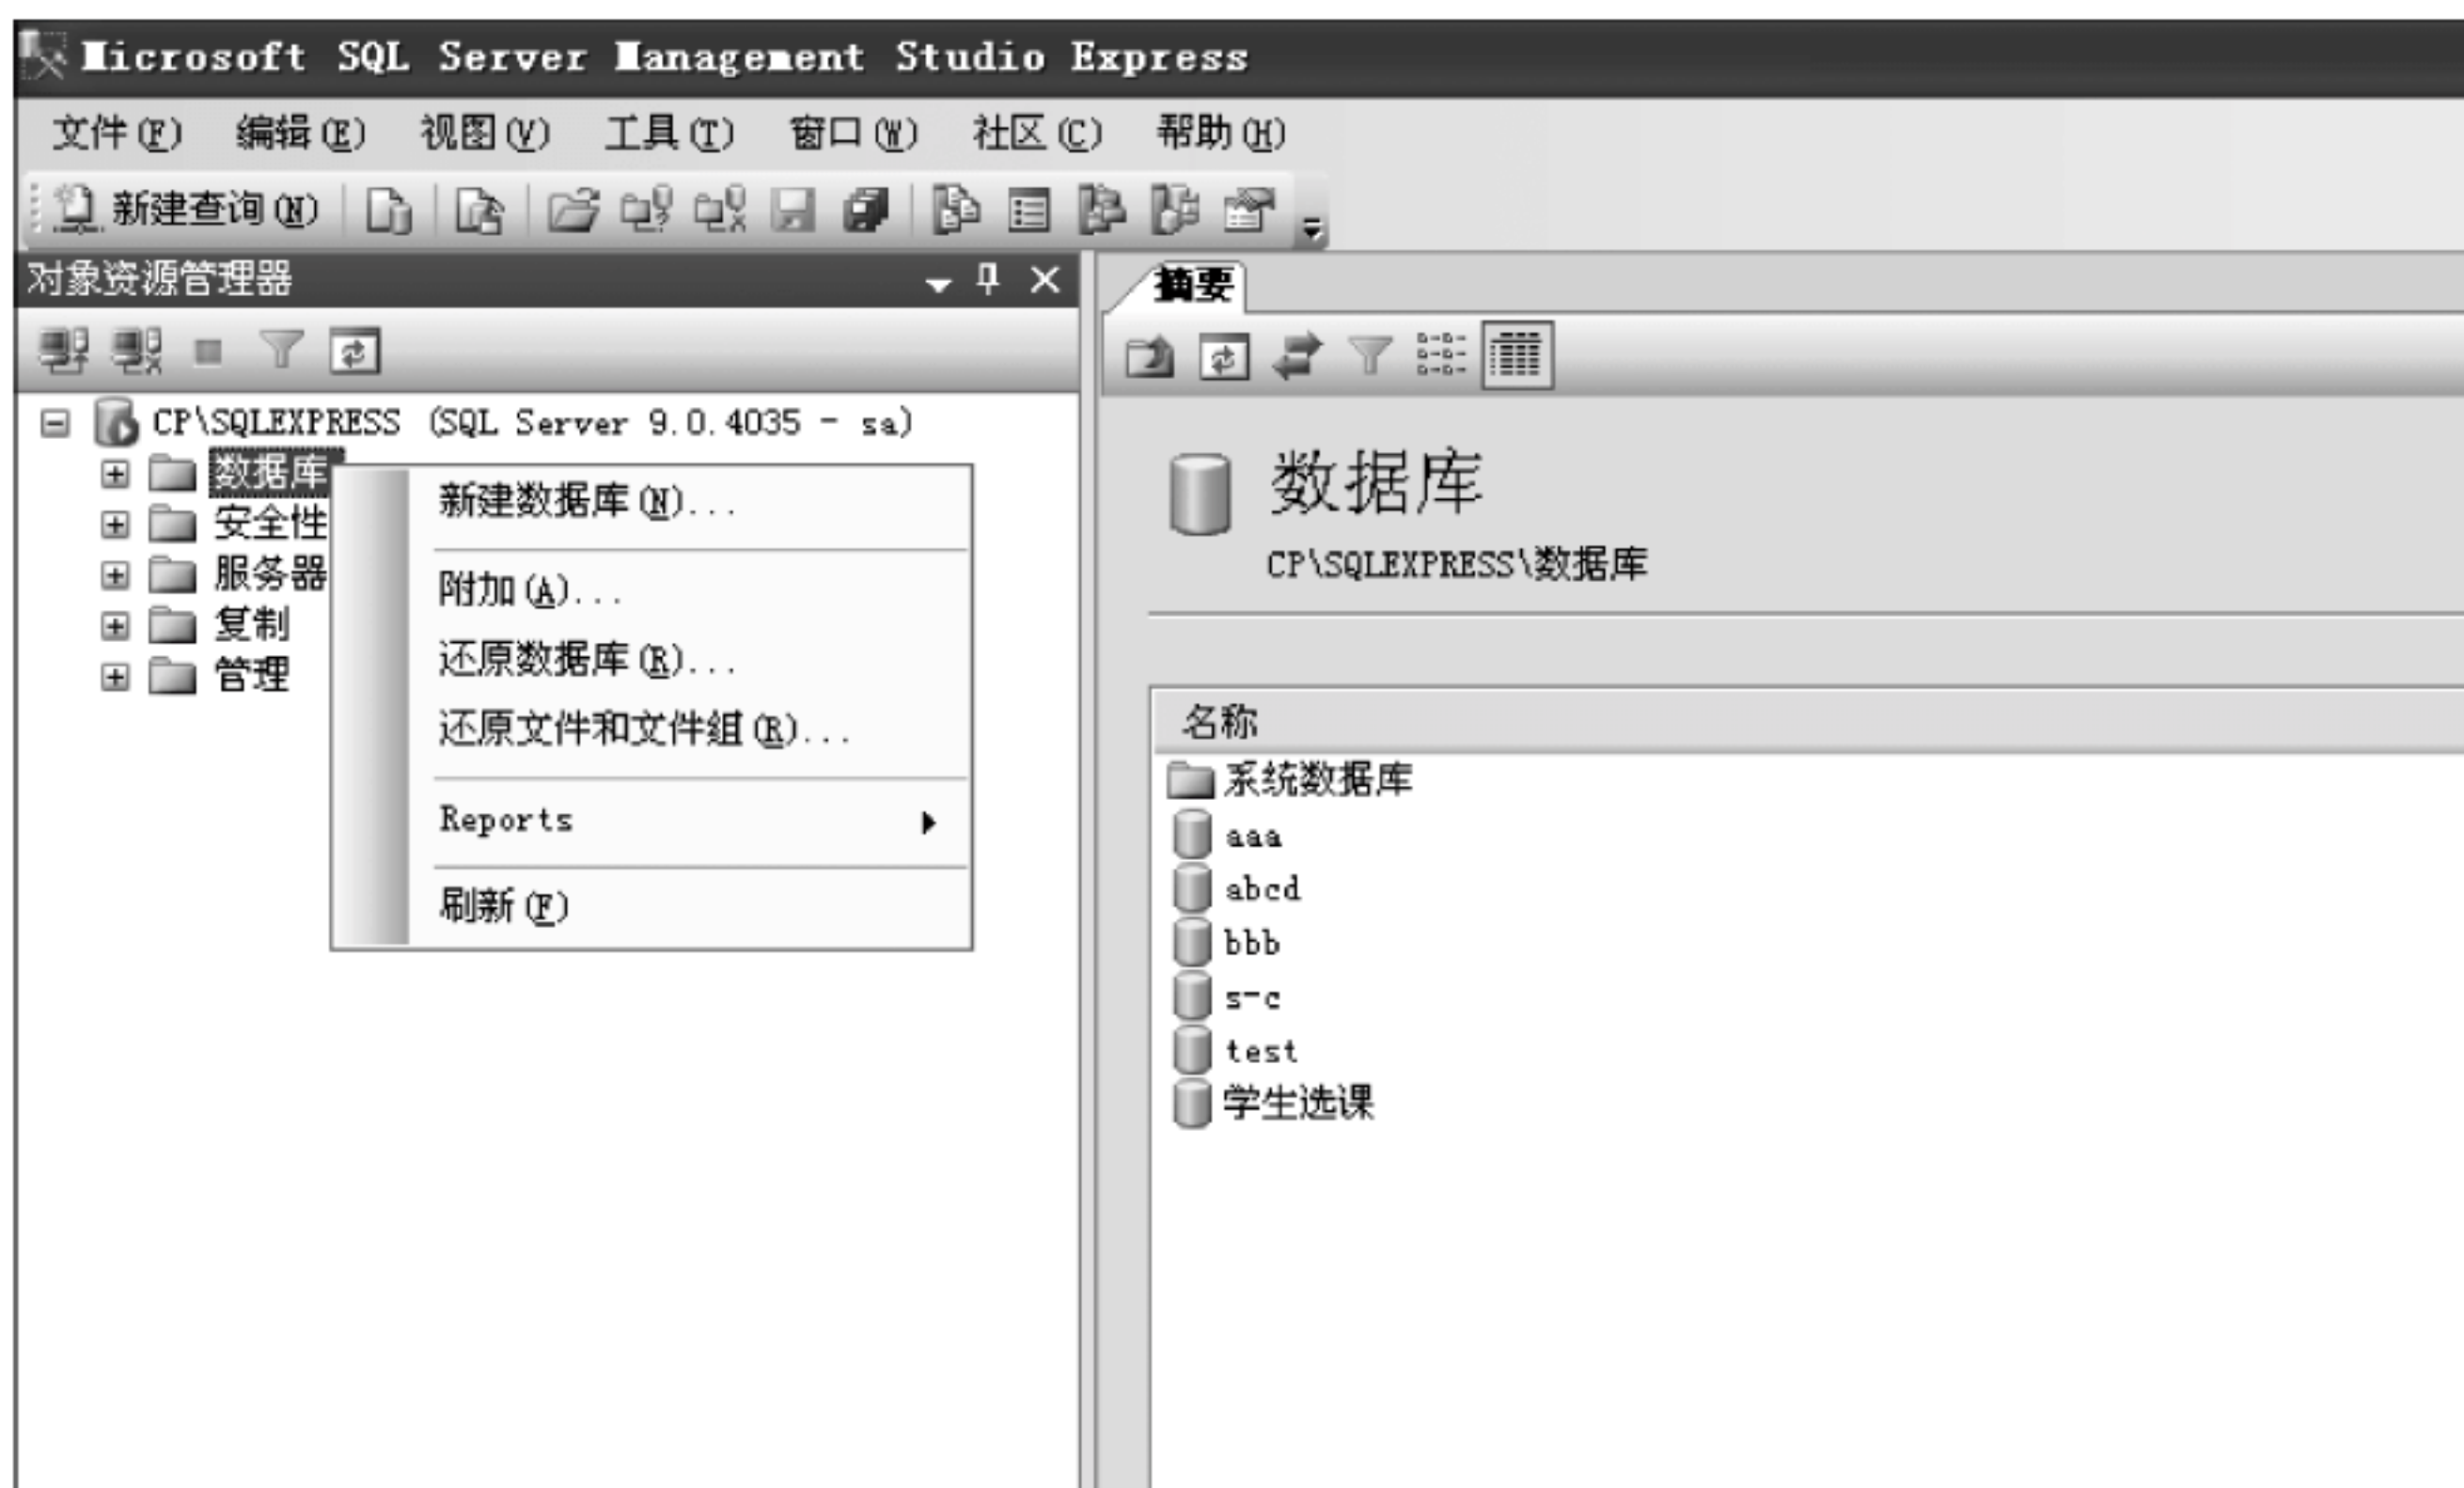 Microsoft SQL Server Management Studio Express
文件(F) 编辑(E) 视图(V) 工具(T) 窗口(W) 社区(C) 帮助(H)
新建查询(N)
对象资源管理器
摘要
CP\SQLEXPRESS (SQL Server 9.0.4035 - sa)
数据库
安全性
服务器
复制
管理
新建数据库(N)...
附加(A)...
还原数据库(R)...
还原文件和文件组(R)...
Reports
刷新(F)
数据库
CP\SQLEXPRESS\数据库
名称
系统数据库
aaa
abcd
bbb
s-c
test
学生选课